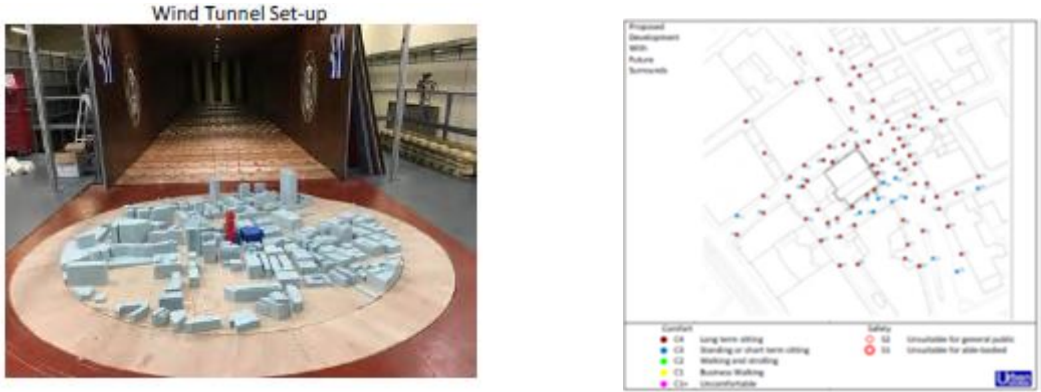 Wind Tunnel Set-up
Proposed
Development
With
Future
Surrounds
Comfort
C4 Long term sitting
C3 Standing or short term sitting
C2 Walking and strolling
C1 Business Walking
C1+ Uncomfortable
Safety
S2 Unsuitable for general public
S1 Unsuitable for able-bodied
Urban